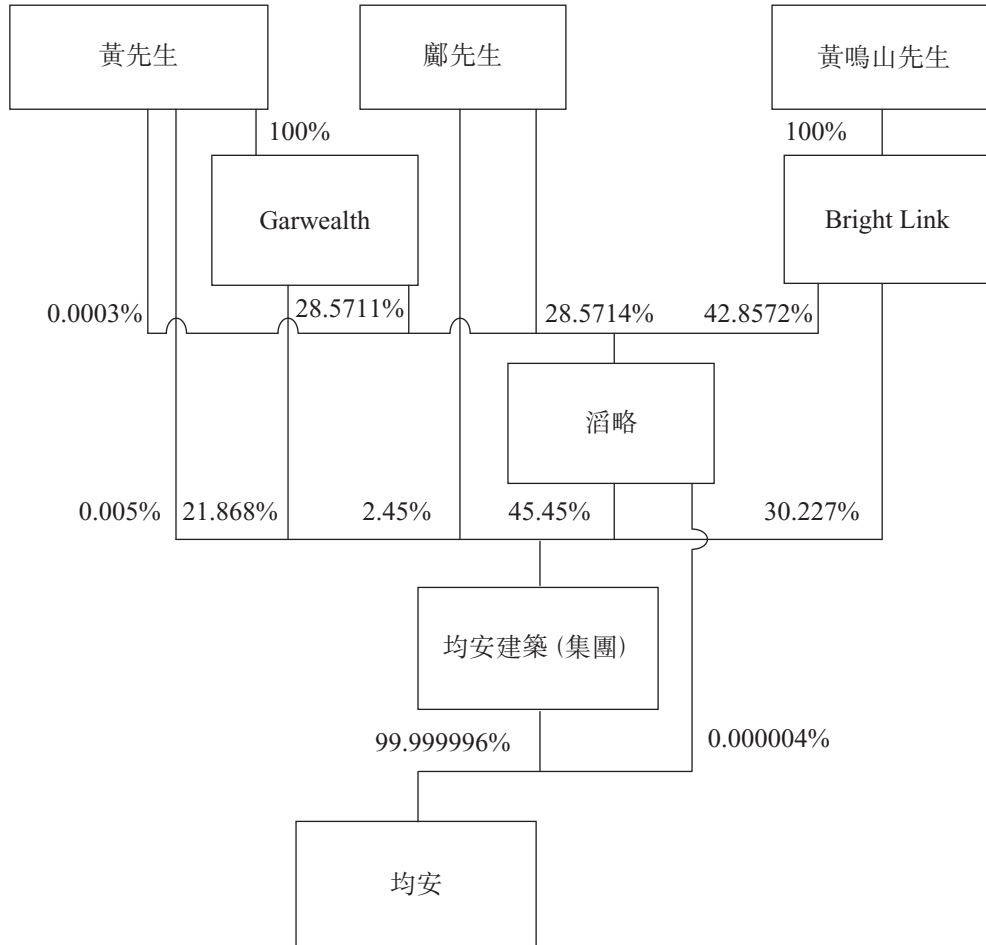 黃先生
鄺先生
黃鳴山先生
100%
100%
Garwealth
Bright Link
0.0003%
28.5711%
28.5714%
42.8572%
滔略
0.005%
21.868%
2.45%
45.45%
30.227%
均安建築(集團)
99.999996%
0.000004%
均安